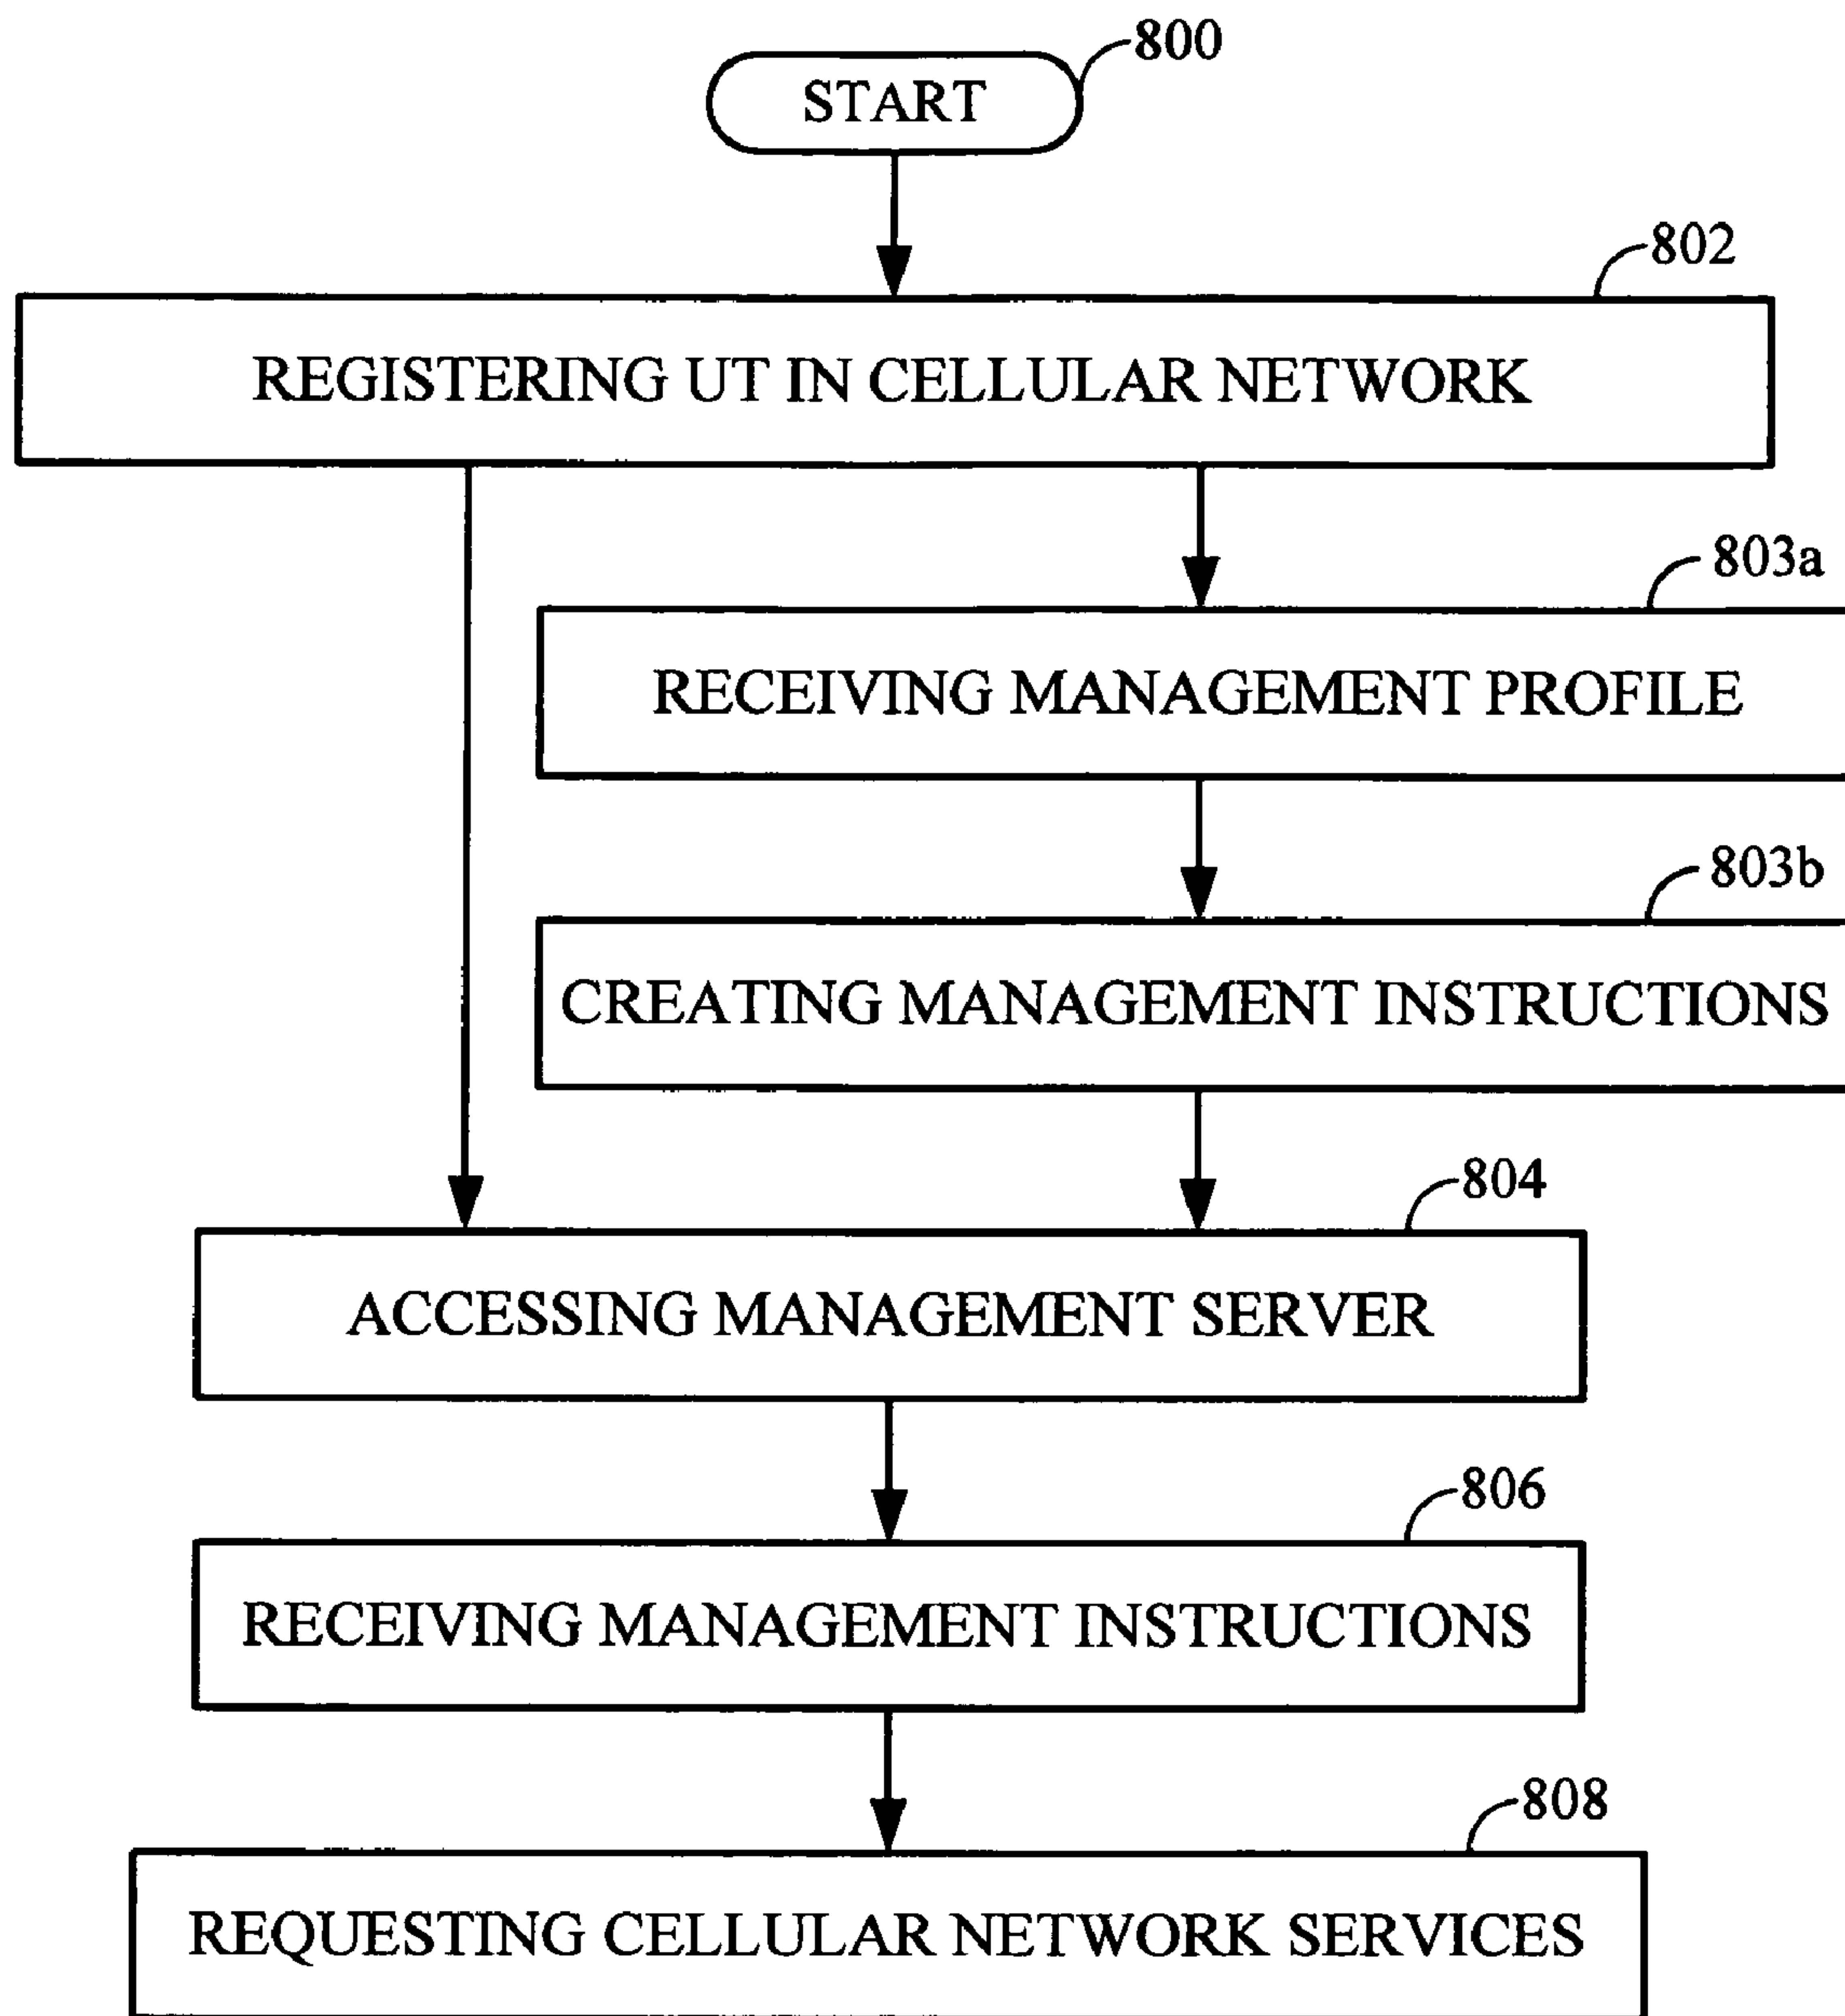 800
START
802
REGISTERING UT IN CELLULAR NETWORK
803a
RECEIVING MANAGEMENT PROFILE
803b
CREATING MANAGEMENT INSTRUCTIONS
804
ACCESSING MANAGEMENT SERVER
806
RECEIVING MANAGEMENT INSTRUCTIONS
808
REQUESTING CELLULAR NETWORK SERVICES